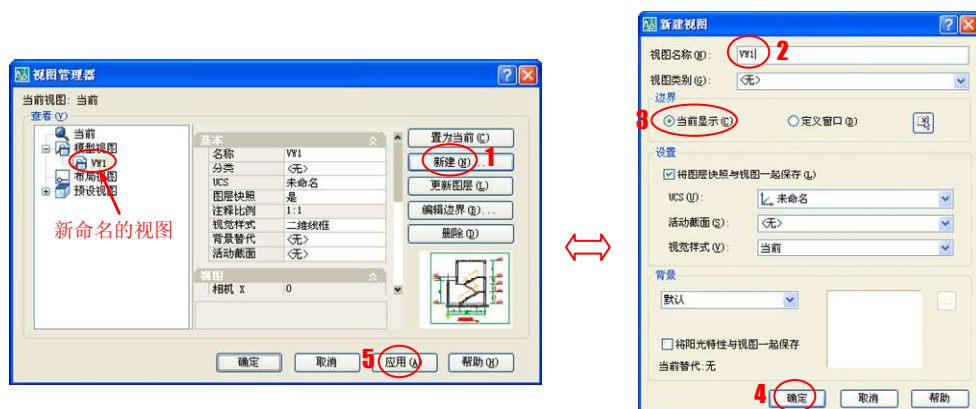 视图管理器
当前视图: 当前
查看(V)
当前
模型视图
VW1
布局视图
预设视图
新命名的视图
基本
名称 VW1
分类 <无>
UCS 未命名
图层快照 是
注释比例 1:1
视觉样式 二维线框
背景替代 <无>
活动截面 <无>
视图
相机 X 0
置为当前(C)
新建(N)... 1
更新图层(L)
编辑边界(B)...
删除(D)
确定
取消
5 应用(A)
帮助(H)
新建视图
视图名称(N): VW1 2
视图类别(G): <无>
边界
3 当前显示(C)
定义窗口(D)
设置
将图层快照与视图一起保存(L)
UCS(U): 未命名
活动截面(S): <无>
视觉样式(V): 当前
背景
默认
...
将阳光特性与视图一起保存
当前替代:无
4 确定
取消
帮助